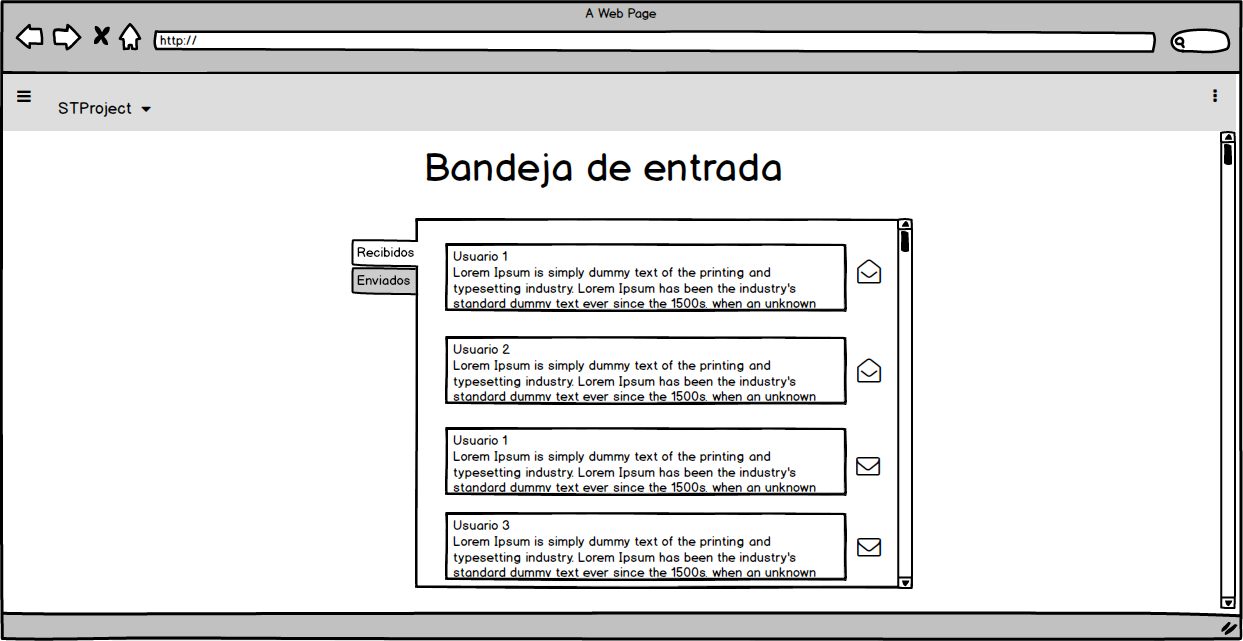 A Web Page
http://
STProject
Bandeja de entrada
Recibidos
Enviados
Usuario 1
Lorem Ipsum is simply dummy text of the printing and
typesetting industry. Lorem Ipsum has been the industry's
standard dummy text ever since the 1500s, when an unknown
Usuario 2
Lorem Ipsum is simply dummy text of the printing and
typesetting industry. Lorem Ipsum has been the industry's
standard dummy text ever since the 1500s, when an unknown
Usuario 1
Lorem Ipsum is simply dummy text of the printing and
typesetting industry. Lorem Ipsum has been the industry's
standard dummy text ever since the 1500s, when an unknown
Usuario 3
Lorem Ipsum is simply dummy text of the printing and
typesetting industry. Lorem Ipsum has been the industry's
standard dummy text ever since the 1500s, when an unknown